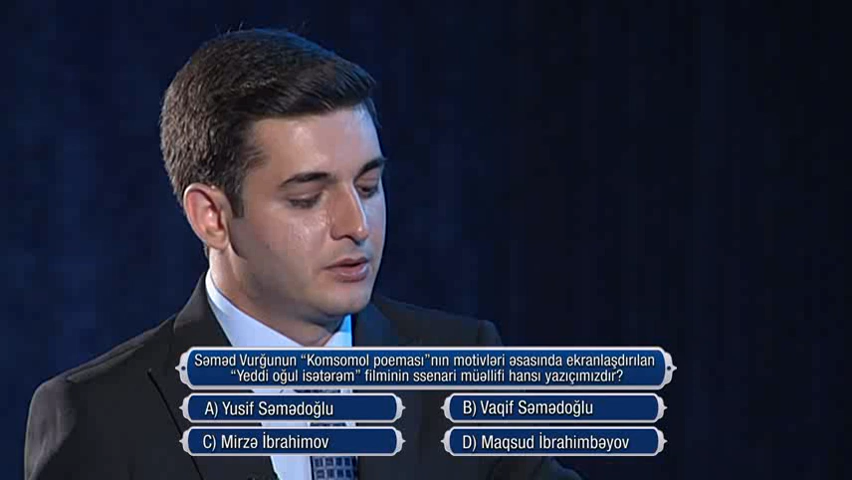 Səməd Vurğunun “Komsomol poeması”nın motivləri əsasında ekranlaşdırılan
“Yeddi oğul isətərəm” filminin ssenari müəllifi hansı yazıçımızdır?
A) Yusif Səmədoğlu
B) Vaqif Səmədoğlu
C) Mirzə İbrahimov
D) Maqsud İbrahimbəyov